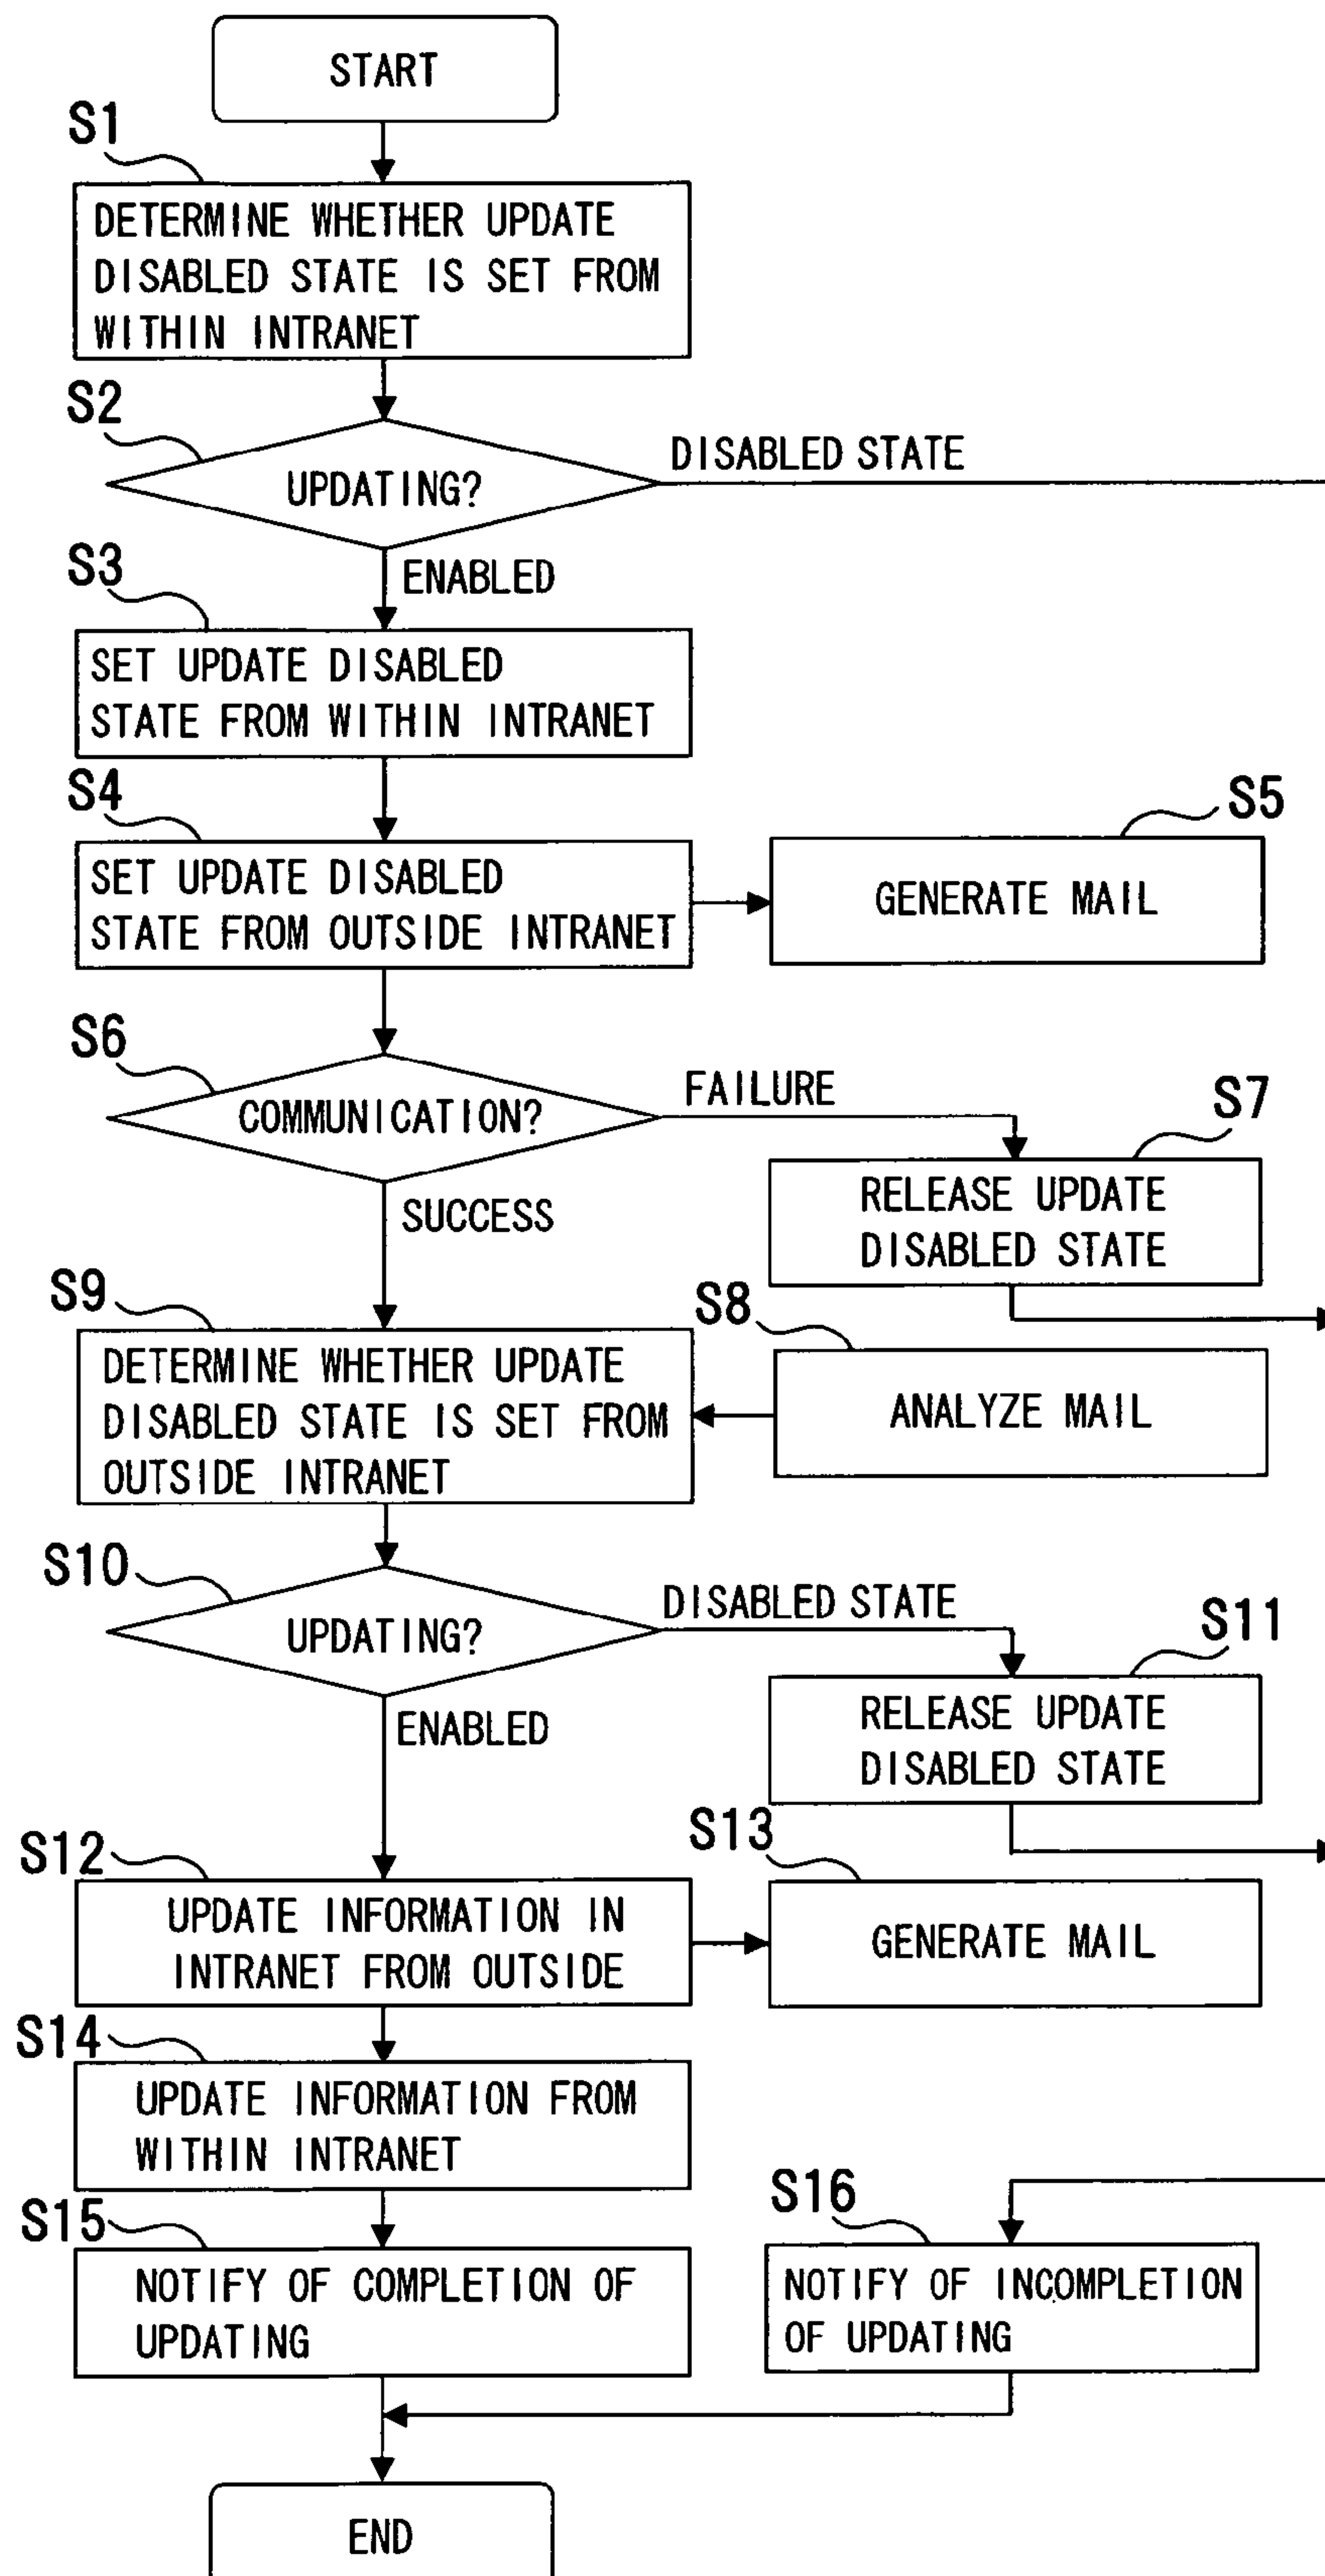 START
S1
DETERMINE WHETHER UPDATE
DISABLED STATE IS SET FROM
WITHIN INTRANET
S2
UPDATING?
DISABLED STATE
ENABLED
S3
SET UPDATE DISABLED
STATE FROM WITHIN INTRANET
S4
SET UPDATE DISABLED
STATE FROM OUTSIDE INTRANET
S5
GENERATE MAIL
S6
COMMUNICATION?
FAILURE
SUCCESS
S7
RELEASE UPDATE
DISABLED STATE
S8
ANALYZE MAIL
S9
DETERMINE WHETHER UPDATE
DISABLED STATE IS SET FROM
OUTSIDE INTRANET
S10
UPDATING?
DISABLED STATE
ENABLED
S11
RELEASE UPDATE
DISABLED STATE
S12
UPDATE INFORMATION IN
INTRANET FROM OUTSIDE
S13
GENERATE MAIL
S14
UPDATE INFORMATION FROM
WITHIN INTRANET
S15
NOTIFY OF COMPLETION OF
UPDATING
S16
NOTIFY OF INCOMPLETION
OF UPDATING
END